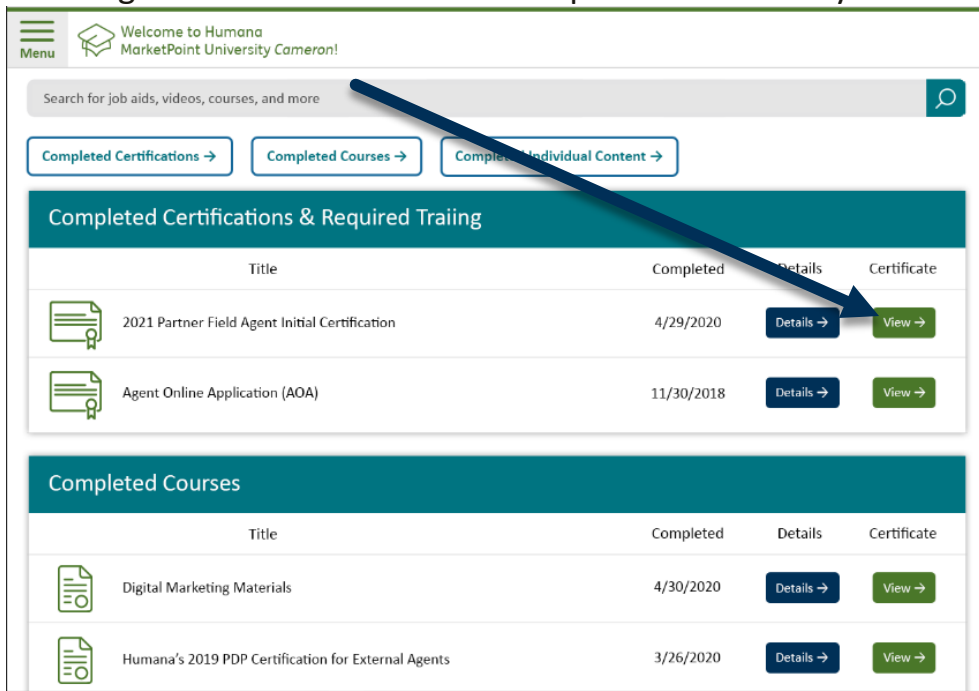 Welcome to Humana
MarketPoint University Cameron!
Menu
Search for job aids, videos, courses, and more
Completed Certifications → Completed Courses → Completed Individual Content →
Completed Certifications & Required Traiing
Title Completed Details Certificate
2021 Partner Field Agent Initial Certification 4/29/2020 Details → View →
Agent Online Application (AOA) 11/30/2018 Details → View →
Completed Courses
Title Completed Details Certificate
Digital Marketing Materials 4/30/2020 Details → View →
Humana's 2019 PDP Certification for External Agents 3/26/2020 Details → View →